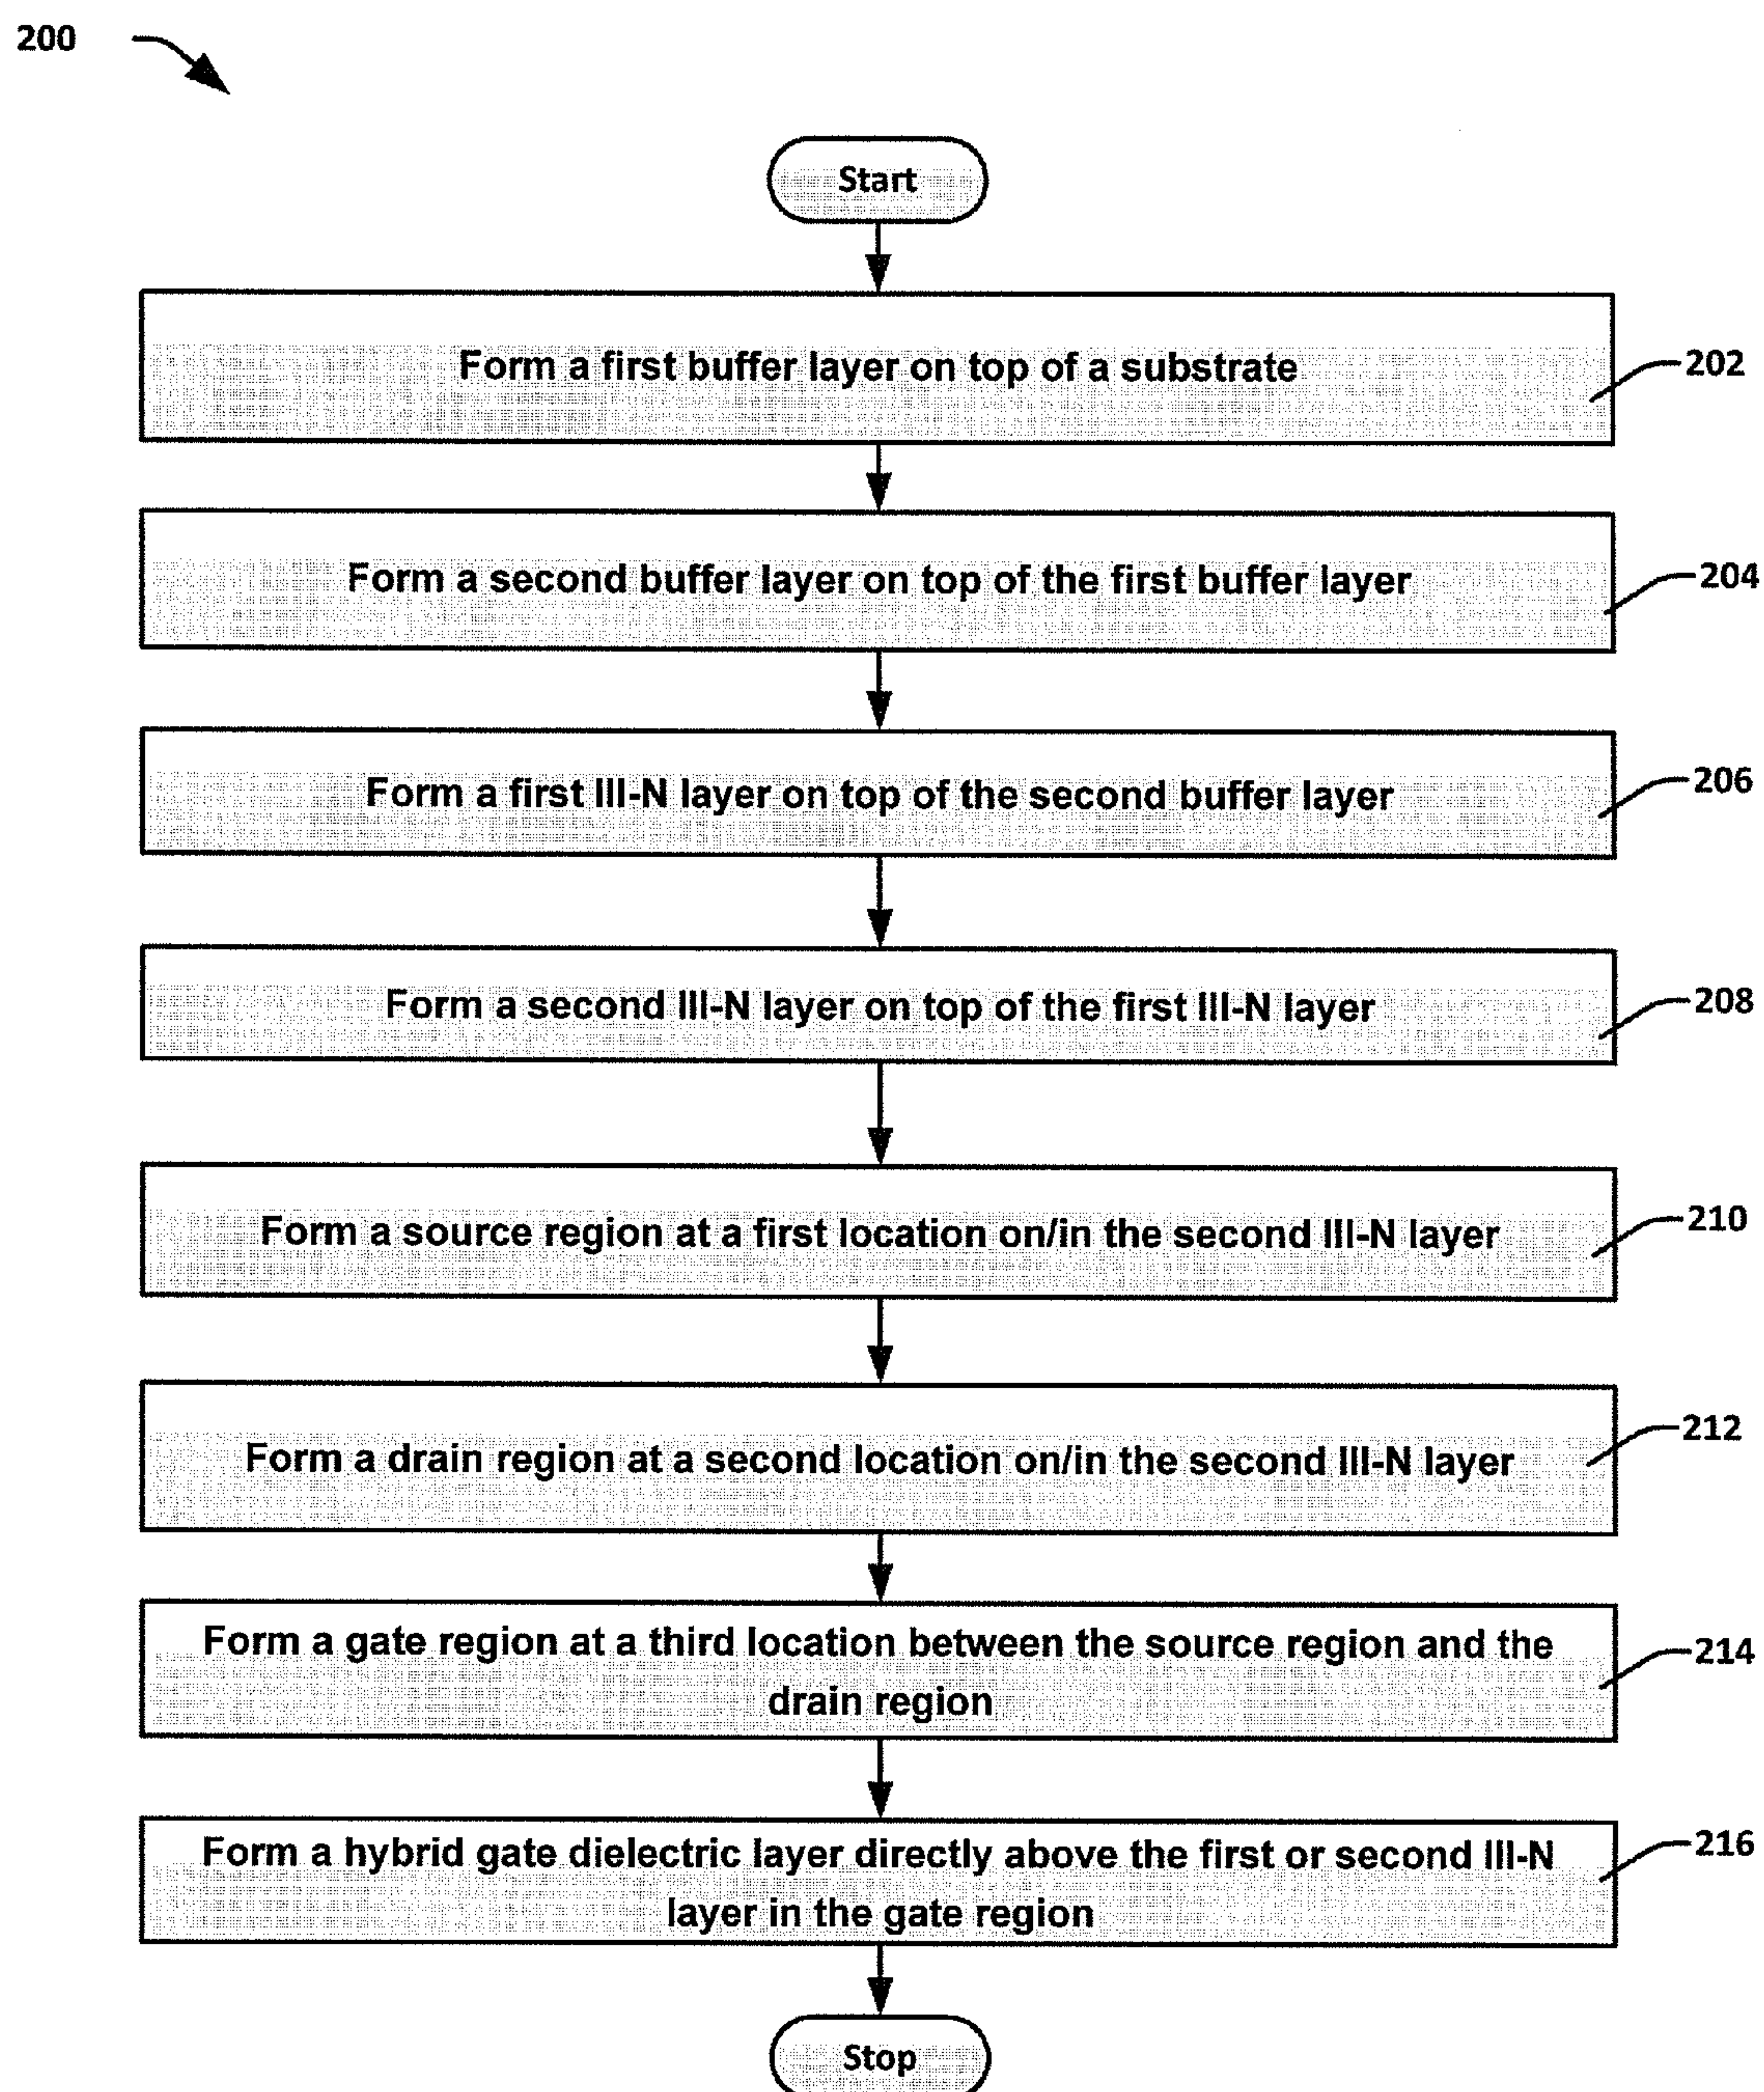 200
Start
Form a first buffer layer on top of a substrate
202
Form a second buffer layer on top of the first buffer layer
204
Form a first III-N layer on top of the second buffer layer
206
Form a second III-N layer on top of the first III-N layer
208
Form a source region at a first location on/in the second III-N layer
210
Form a drain region at a second location on/in the second III-N layer
212
Form a gate region at a third location between the source region and the
drain region
214
Form a hybrid gate dielectric layer directly above the first or second III-N
layer in the gate region
216
Stop